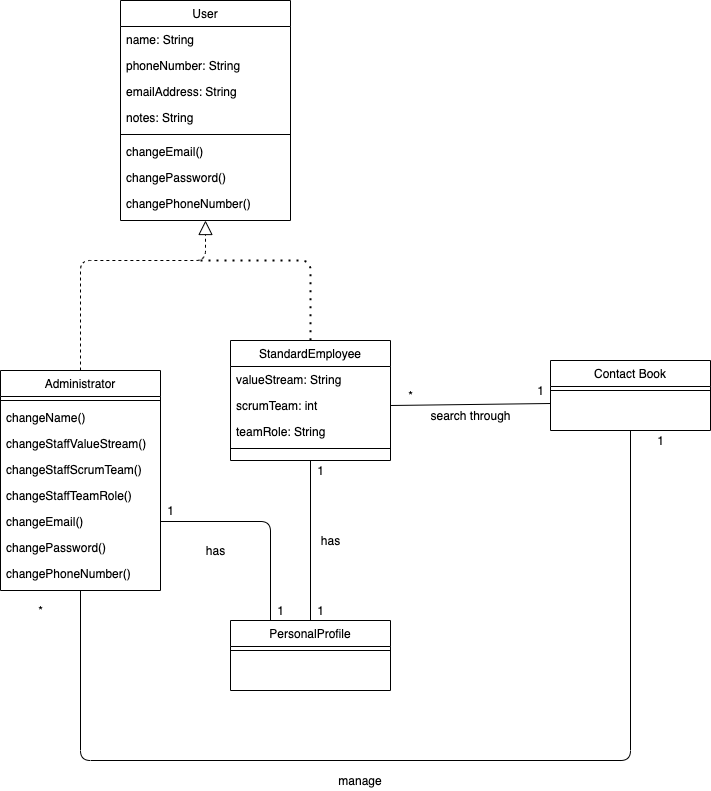 User
name: String
phoneNumber: String
emailAddress: String
notes: String
changeEmail()
changePassword()
changePhoneNumber()
StandardEmployee
valueStream: String
scrumTeam: int
teamRole: String
Administrator
changeName()
changeStaffValueStream()
changeStaffScrumTeam()
changeStaffTeamRole()
changeEmail()
changePassword()
changePhoneNumber()
Contact Book
*
1
search through
1
1
1
has
has
1
1
*
PersonalProfile
manage